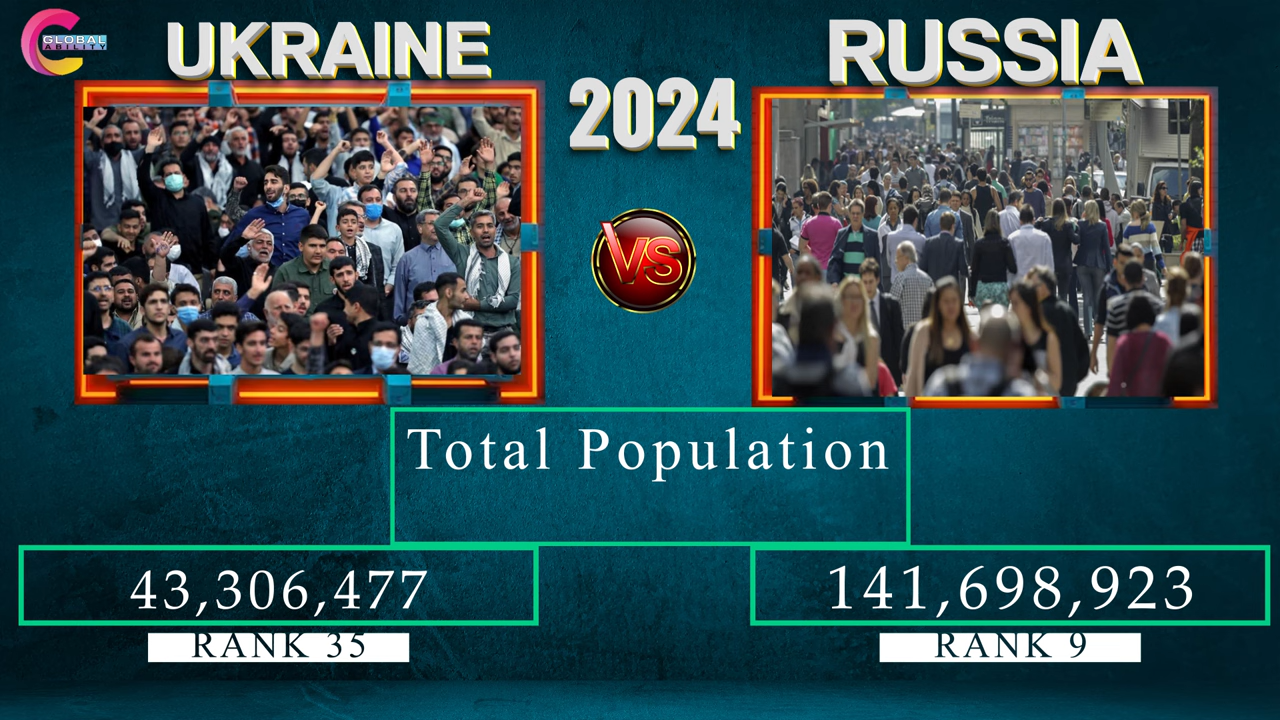 GLOBAL
ABILITY
UKRAINE
RUSSIA
2024
VS
Total Population
43,306,477
141,698,923
RANK 35
RANK 9